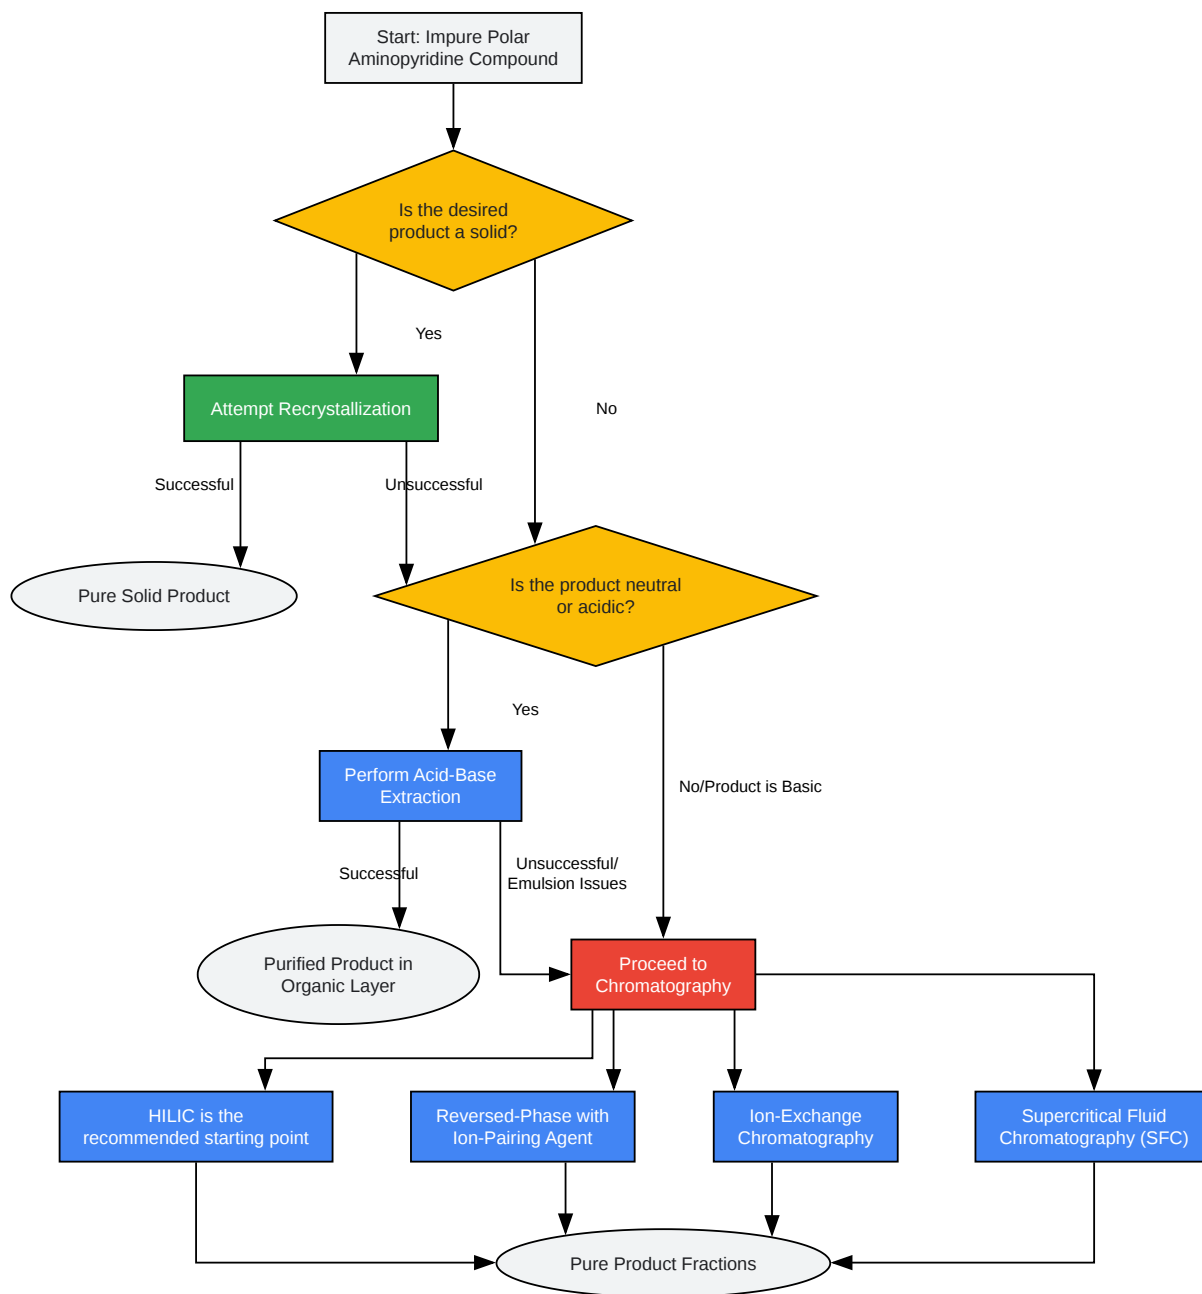 Start: Impure Polar
Aminopyridine Compound
Is the desired
product a solid?
Yes
Attempt Recrystallization
No
Successful
Unsuccessful
Is the product neutral
or acidic?
Pure Solid Product
Yes
Perform Acid-Base
Extraction
No/Product is Basic
Successful
Unsuccessful/
Emulsion Issues
Purified Product in
Organic Layer
Proceed to
Chromatography
HILIC is the
recommended starting point
Reversed-Phase with
Ion-Pairing Agent
Ion-Exchange
Chromatography
Supercritical Fluid
Chromatography (SFC)
Pure Product Fractions